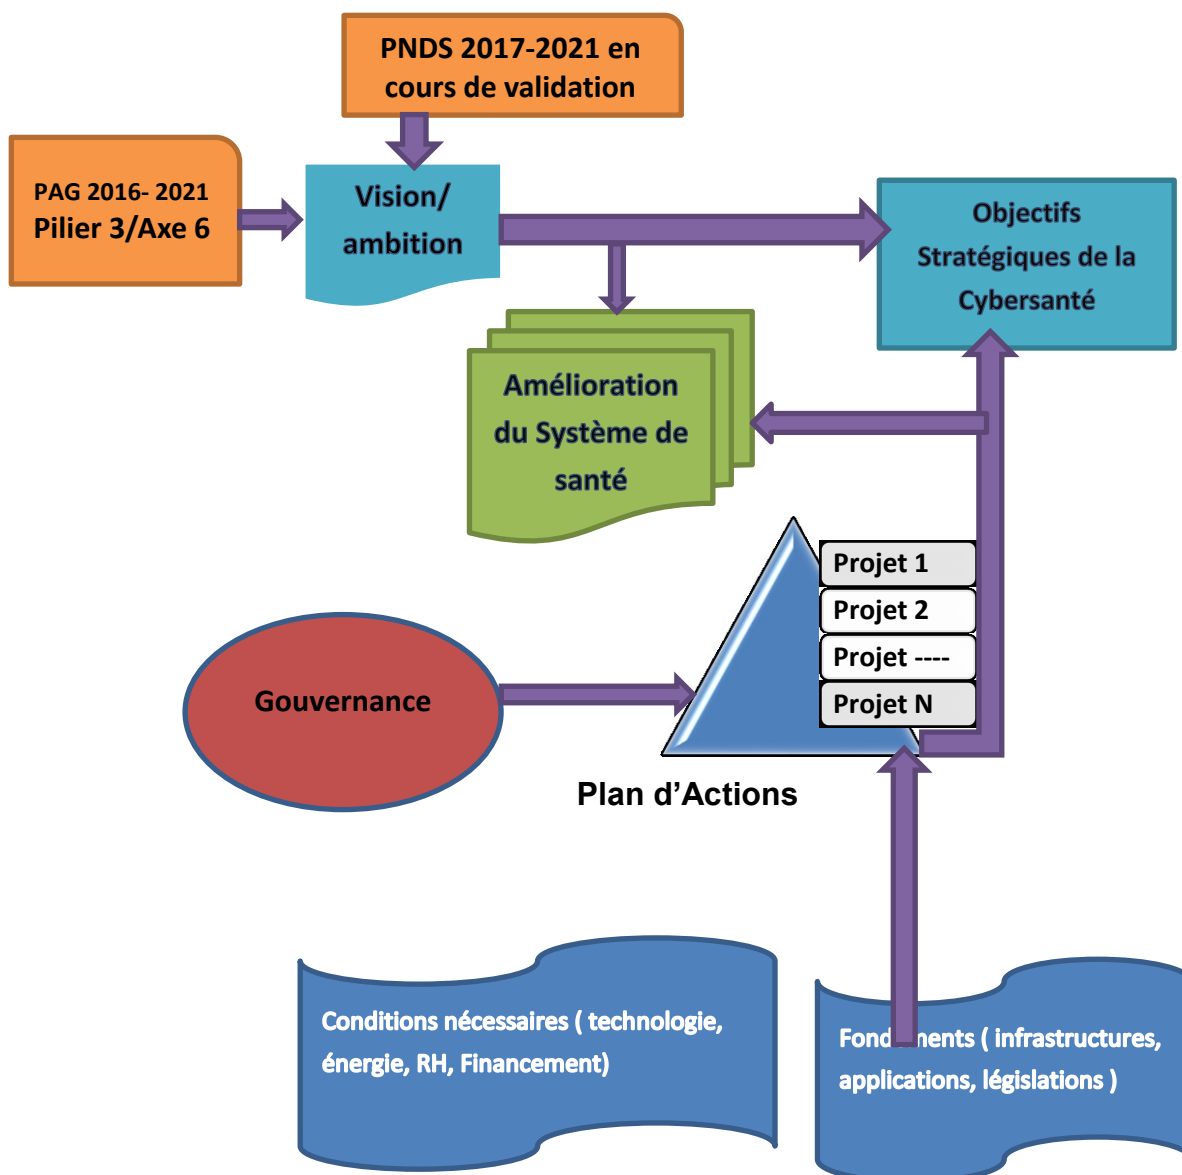 PNDS 2017-2021 en
cours de validation
PAG 2016- 2021
Pilier 3/Axe 6
Vision/
ambition
Objectifs
Stratégiques de la
Cybersanté
Amélioration
du Système de
santé
Projet 1
Projet 2
Projet ----
Projet N
Gouvernance
Plan d’Actions
Conditions nécessaires ( technologie,
énergie, RH, Financement)
( infrastructures,
applications, législations )